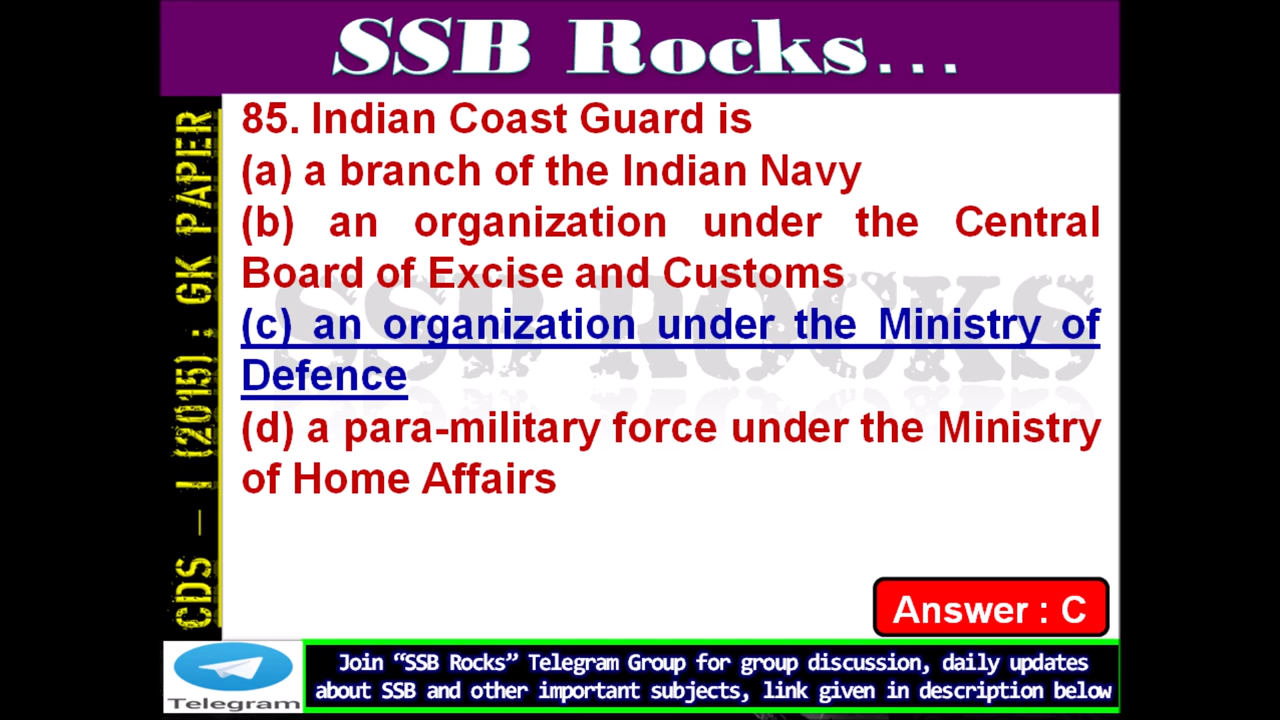 SSB Rocks...
CDS – I (2015) : GK PAPER
85. Indian Coast Guard is
(a) a branch of the Indian Navy
(b) an organization under the Central
Board of Excise and Customs
(c) an organization under the Ministry of
Defence
(d) a para-military force under the Ministry
of Home Affairs
SSB ROCKS
Answer : C
Telegram
Join “SSB Rocks” Telegram Group for group discussion, daily updates
about SSB and other important subjects, link given in description below